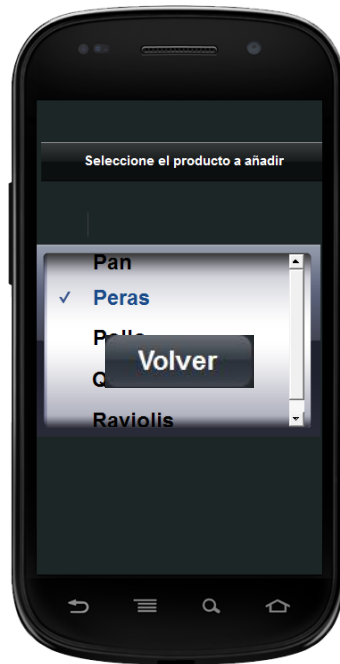 Seleccione el producto a añadir
Pan
Peras
Volver
Raviolis